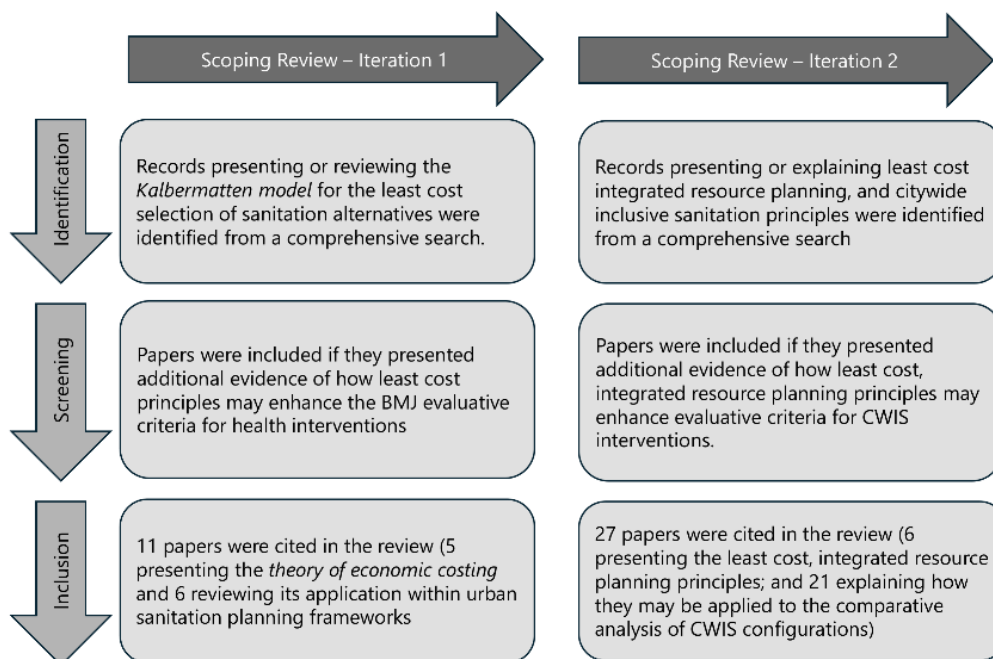 Scoping Review – Iteration 1
Scoping Review – Iteration 2
Identification
Records presenting or reviewing the
Kalbermatten model for the least cost
selection of sanitation alternatives were
identified from a comprehensive search.
Records presenting or explaining least cost
integrated resource planning, and citywide
inclusive sanitation principles were identified
from a comprehensive search
Screening
Papers were included if they presented
additional evidence of how least cost
principles may enhance the BMJ evaluative
criteria for health interventions
Papers were included if they presented
additional evidence of how least cost,
integrated resource planning principles may
enhance evaluative criteria for CWIS
interventions.
Inclusion
11 papers were cited in the review (5
presenting the theory of economic costing
and 6 reviewing its application within urban
sanitation planning frameworks
27 papers were cited in the review (6
presenting the least cost, integrated resource
planning principles; and 21 explaining how
they may be applied to the comparative
analysis of CWIS configurations)